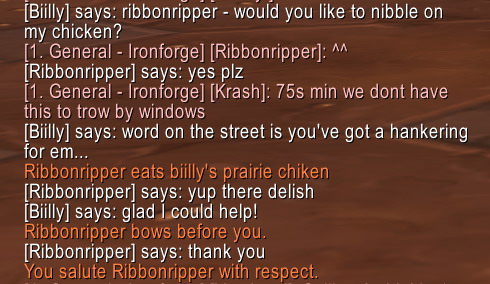 [Biilly] says: ribbonripper - would you like to nibble on
my chicken?
[1. General - Ironforge] [Ribbonripper]: ^^
[Ribbonripper] says: yes plz
[1. General - Ironforge] [Krash]: 75s min we dont have
this to trow by windows
[Biilly] says: word on the street is you've got a hankering
for em...
Ribbonripper eats biilly's prairie chiken
[Ribbonripper] says: yup there delish
[Biilly] says: glad I could help!
Ribbonripper bows before you.
[Ribbonripper] says: thank you
You salute Ribbonripper with respect.